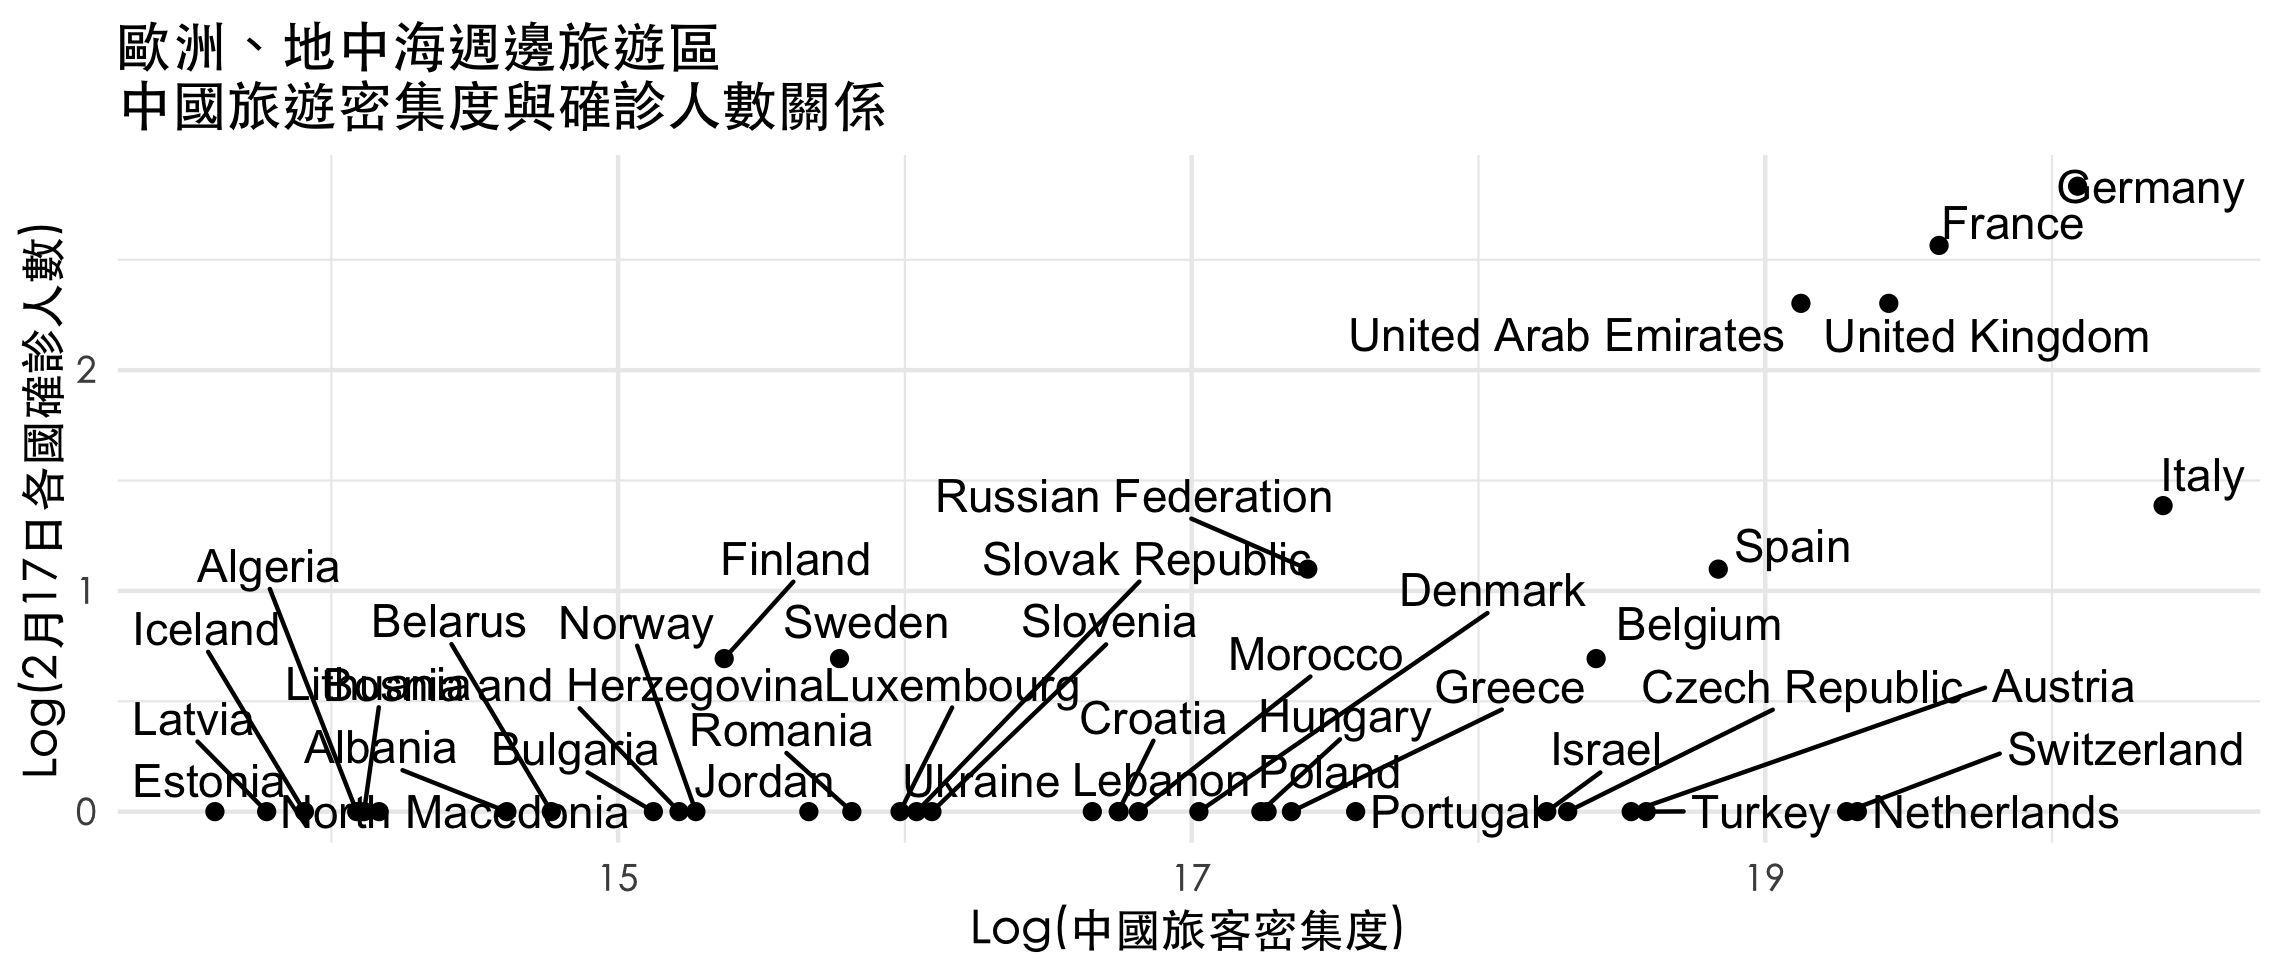 歐洲、地中海週邊旅遊區
中國旅遊密集度與確診人數關係
Log(2月17日各國確診人數)
2
1
0
Germany
France
United Arab Emirates
United Kingdom
Italy
Russian Federation
Spain
Algeria
Finland
Slovak Republic
Denmark
Iceland
Belarus
Norway
Sweden
Slovenia
Belgium
Morocco
Lithuania
Bosnia and Herzegovina
Luxembourg
Greece
Czech Republic
Austria
Latvia
Romania
Croatia
Hungary
Albania
Bulgaria
Israel
Switzerland
Estonia
Jordan
Ukraine
Lebanon
Poland
North Macedonia
Portugal
Turkey
Netherlands
15
17
19
Log(中國旅客密集度)